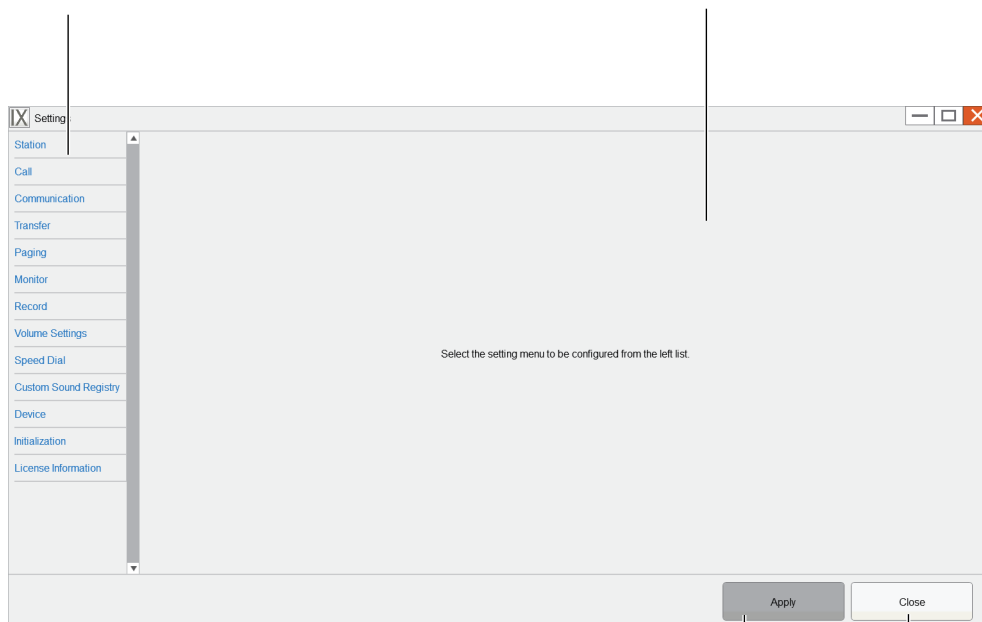 IX Settings
Station
Call
Communication
Transfer
Paging
Monitor
Record
Volume Settings
Speed Dial
Custom Sound Registry
Device
Initialization
License Information
Select the setting menu to be configured from the left list.
Apply
Close